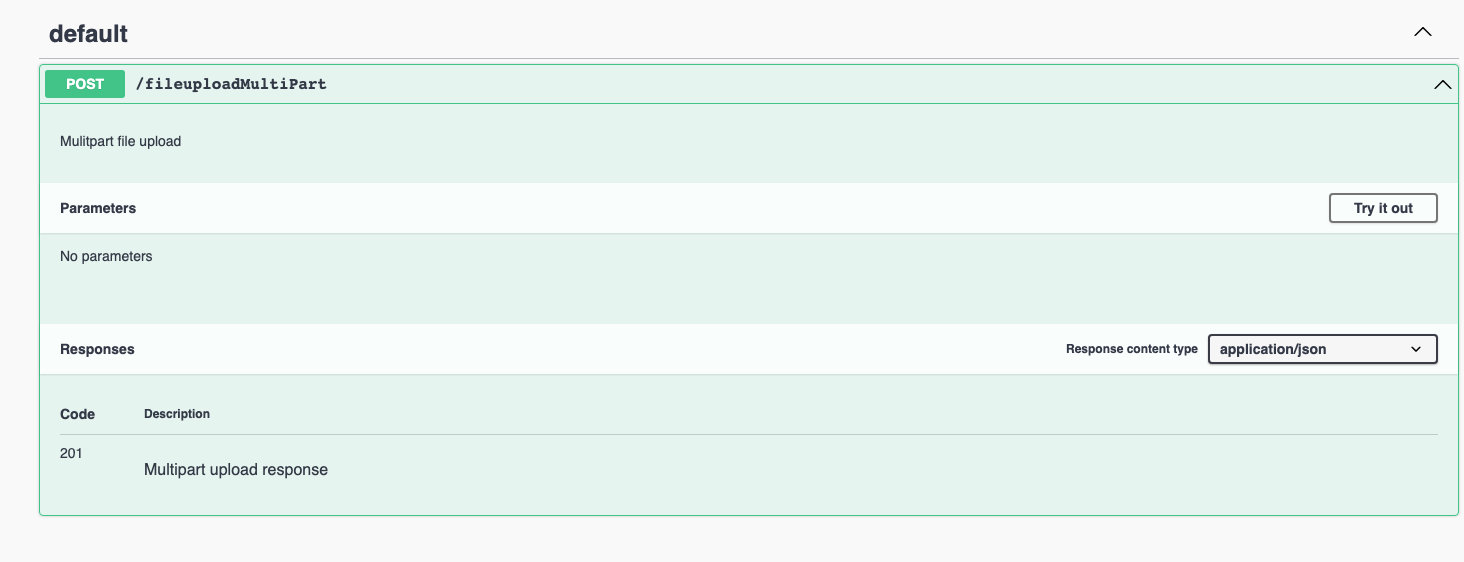 default
POST /fileuploadMultiPart
Mulitpart file upload
Parameters Try it out
No parameters
Responses Response content type application/json
Code Description
201
Multipart upload response